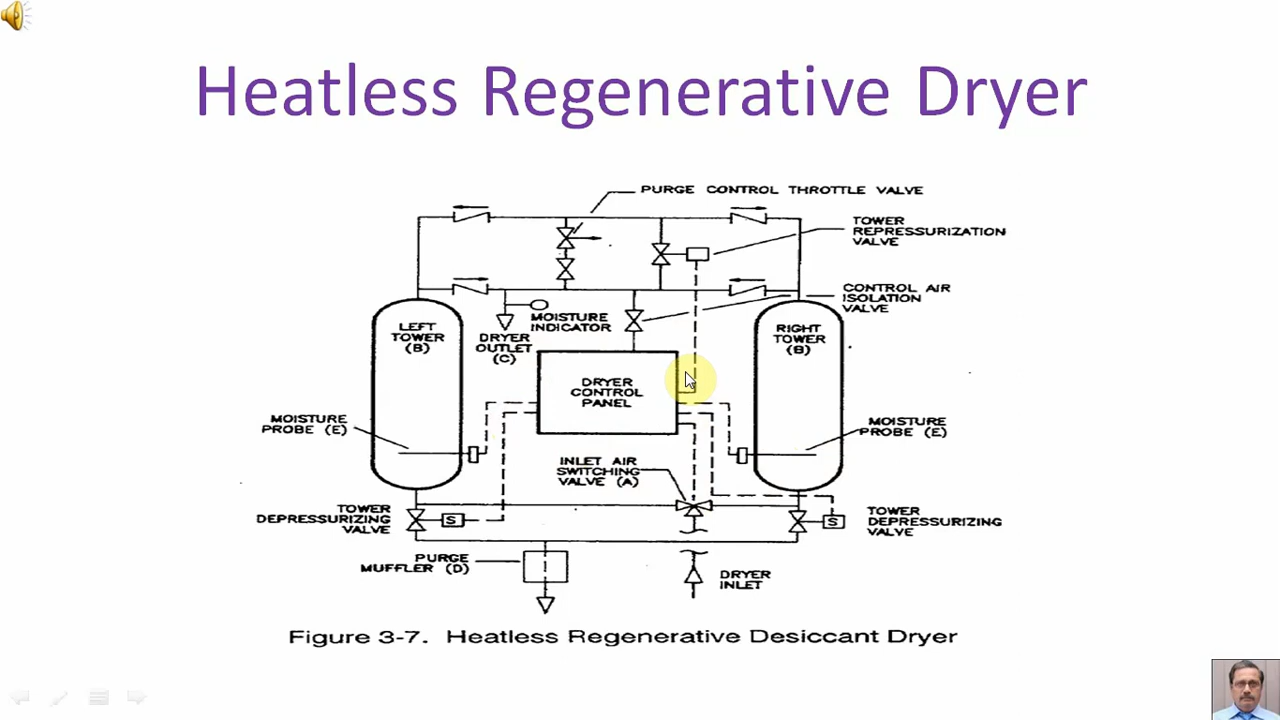 Heatless Regenerative Dryer
PURGE CONTROL THROTTLE VALVE
TOWER
REPRESSURIZATION
VALVE
CONTROL AIR
ISOLATION
VALVE
MOISTURE
INDICATOR
DRYER
OUTLET
(C)
LEFT
TOWER
(B)
RIGHT
TOWER
(B)
DRYER
CONTROL
PANEL
MOISTURE
PROBE (E)
MOISTURE
PROBE (E)
INLET AIR
SWITCHING
VALVE (A)
TOWER
DEPRESSURIZING
VALVE
S
S
TOWER
DEPRESSURIZING
VALVE
PURGE
MUFFLER (D)
DRYER
INLET
Figure 3-7. Heatless Regenerative Desiccant Dryer